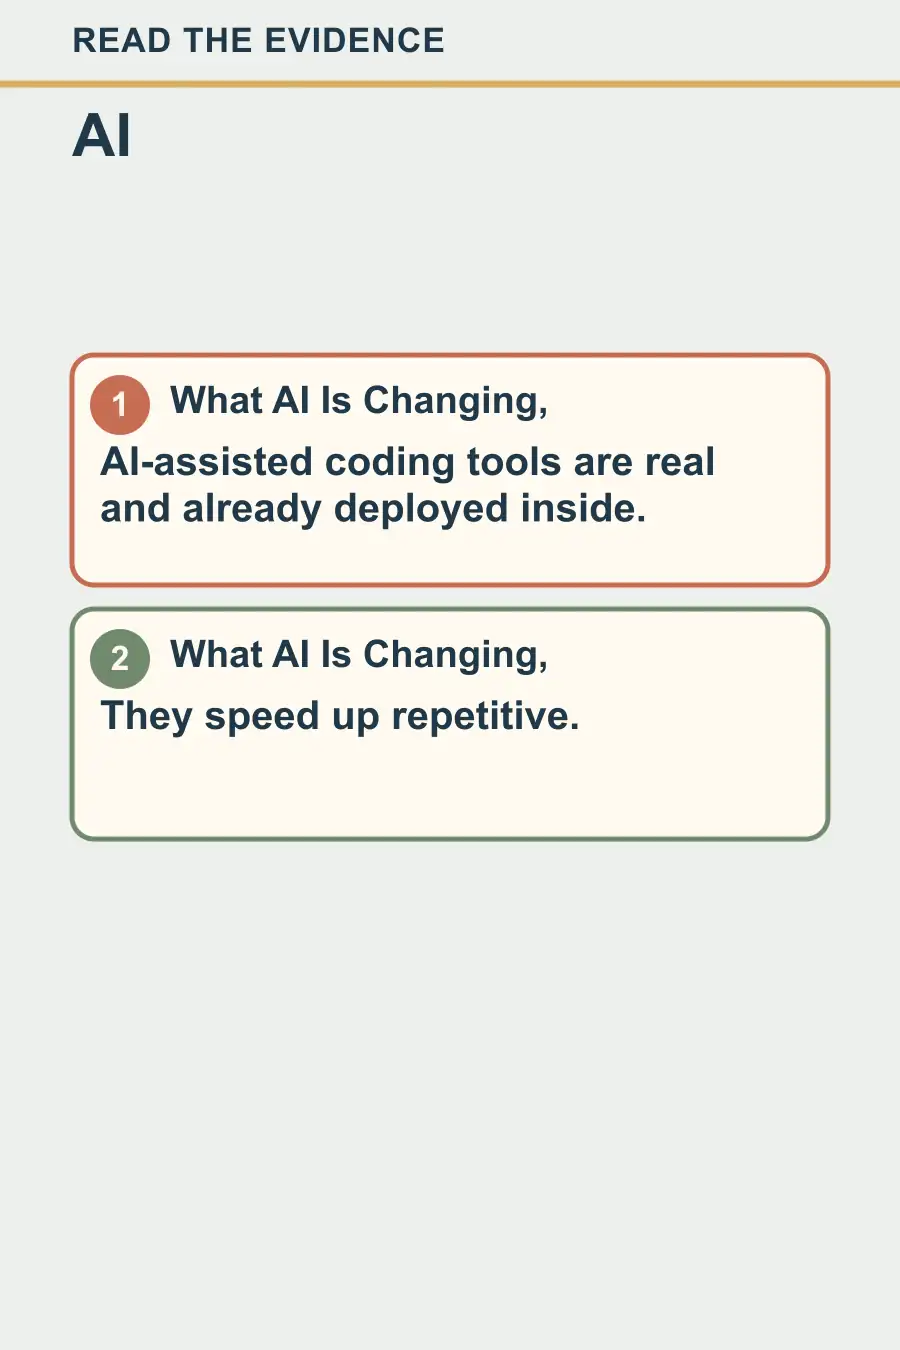 READ THE EVIDENCE
AI
1 What AI Is Changing,
AI-assisted coding tools are real
and already deployed inside.
2 What AI Is Changing,
They speed up repetitive.